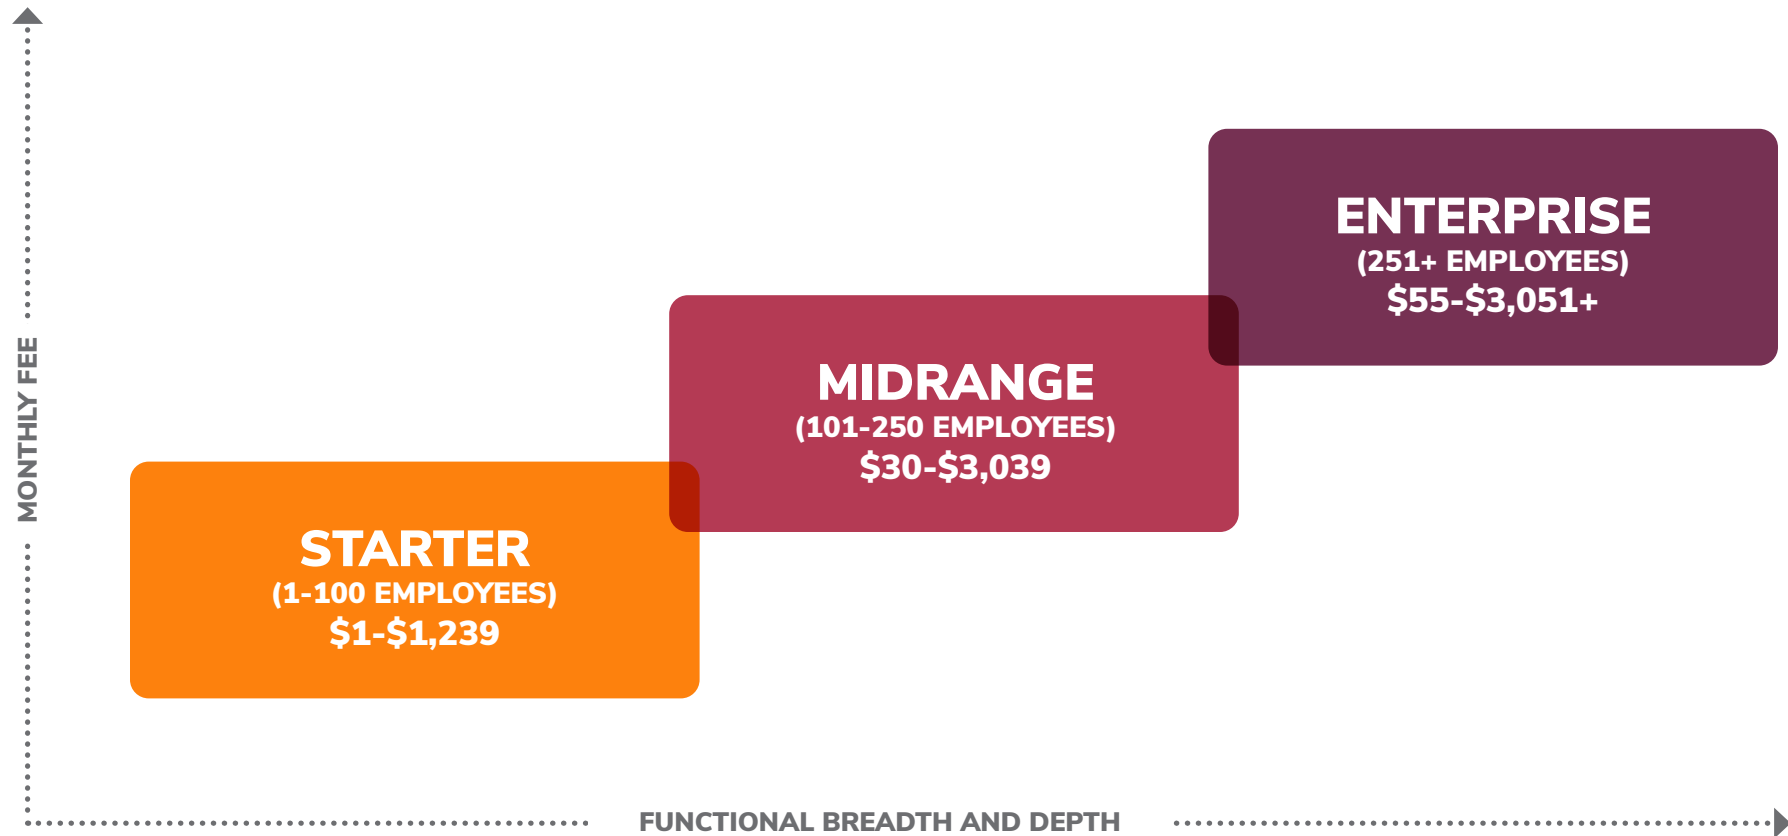 ENTERPRISE
(251+ EMPLOYEES)
$55-$3,051+
MIDRANGE
(101-250 EMPLOYEES)
$30-$3,039
STARTER
(1-100 EMPLOYEES)
$1-$1,239
MONTHLY FEE
FUNCTIONAL BREADTH AND DEPTH